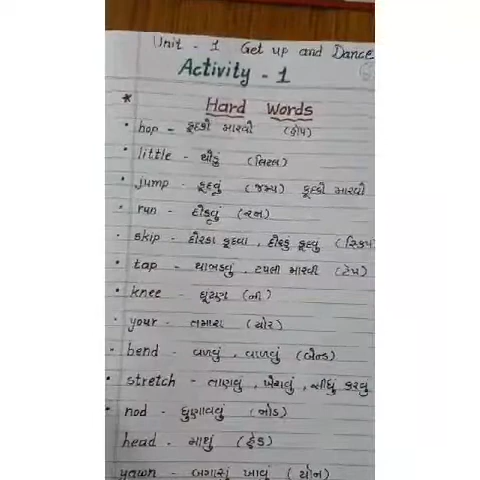 Unit - 1 Get up and Dance
Activity - 1
* Hard Words
• hop - કૂદકો મારવો (હોપ)
• little - થોડું (લિટલ)
• jump - કૂદવું (જમ્પ) કૂદકો મારવો
• run - દોડવું (રન)
• skip - દોરડા કૂદવા , દોરડું કૂદવુ (સ્કિપ)
• tap - થાબડવું , ટપલી મારવી (ટેપ)
• knee - ઘૂંટણ (ની)
• your - તમારા (યોર)
• bend - વળવું , વાળવું (બેન્ડ)
• stretch - તાણવું , ખેંચવું , સીધું કરવું
• nod - ધુણાવવું (નોડ)
head - માથું (હેડ)
yawn - બગાસું ખાવું (યોન)